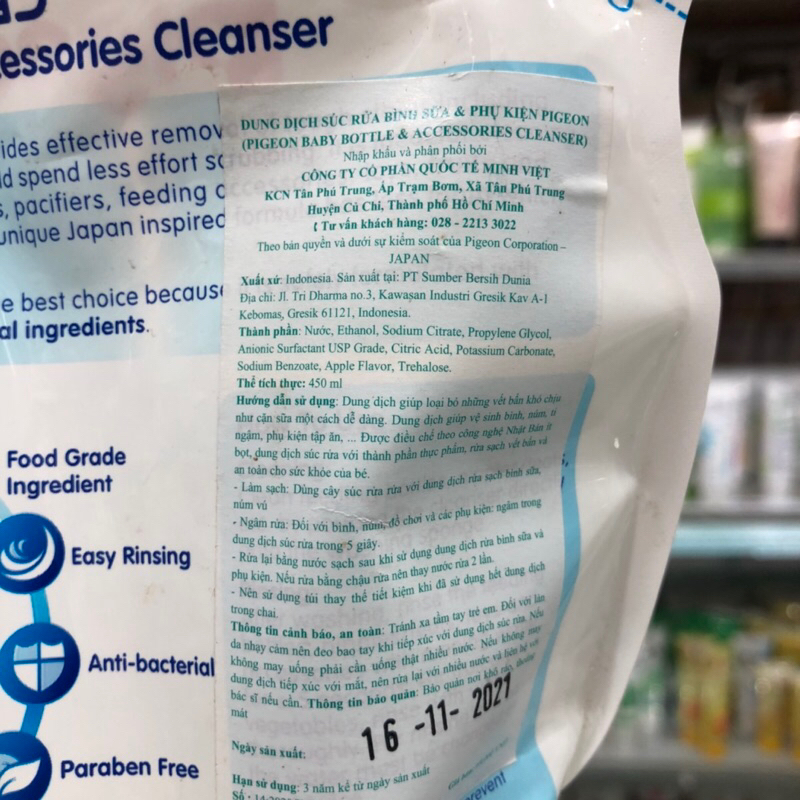 essories Cleanser
ides effective remov
d spend less effort sc
s, pacifiers, feeding
unique Japan inspired
e best choice because
al ingredients.
Food Grade
Ingredient
Easy Rinsing
Anti-bacterial
Paraben Free
DUNG DỊCH SÚC RỬA BÌNH SỮA & PHỤ KIỆN PIGEON
(PIGEON BABY BOTTLE & ACCESSORIES CLEANSER)
Nhập khẩu và phân phối bởi
CÔNG TY CỔ PHẦN QUỐC TẾ MINH VIỆT
KCN Tân Phú Trung, Ấp Trạm Bơm, Xã Tân Phú Trung
Huyện Củ Chi, Thành phố Hồ Chí Minh
( Tư vấn khách hàng: 028 - 2213 3022
Theo bản quyền và dưới sự kiểm soát của Pigeon Corporation –
JAPAN
Xuất xứ: Indonesia. Sản xuất tại: PT Sumber Bersih Dunia
Địa chỉ: Jl. Tri Dharma no.3, Kawasan Industri Gresik Kav A-1
Kebomas, Gresik 61121, Indonesia.
Thành phần: Nước, Ethanol, Sodium Citrate, Propylene Glycol,
Anionic Surfactant USP Grade, Citric Acid, Potassium Carbonate,
Sodium Benzoate, Apple Flavor, Trehalose.
Thể tích thực: 450 ml
Hướng dẫn sử dụng: Dung dịch giúp loại bỏ những vết bẩn khó chịu
như cặn sữa một cách dễ dàng. Dung dịch giúp vệ sinh bình, núm, ti
ngậm, phụ kiện tập ăn, ... Được điều chế theo công nghệ Nhật Bản ít
bọt, dung dịch súc rửa với thành phần thực phẩm, rửa sạch vết bẩn và
an toàn cho sức khỏe của bé.
- Làm sạch: Dùng cây súc rửa rửa với dung dịch rửa sạch bình sữa,
núm vú
- Ngâm rửa: Đối với bình, núm, đồ chơi và các phụ kiện: ngâm trong
dung dịch súc rửa trong 5 giây.
- Rửa lại bằng nước sạch sau khi sử dụng dung dịch rửa bình sữa và
phụ kiện. Nếu rửa bằng chậu rửa nên thay nước rửa 2 lần.
- Nên sử dụng túi thay thế tiết kiệm khi đã sử dụng hết dung dịch
trong chai.
Thông tin cảnh báo, an toàn: Tránh xa tầm tay trẻ em. Đối với làn
da nhạy cảm nên đeo bao tay khi tiếp xúc với dung dịch súc rửa. Nếu
không may uống phải cần uống thật nhiều nước. Nếu không may
dung dịch tiếp xúc với mắt, nên rửa lại với nhiều nước và liên hệ với
bác sĩ nếu cần. Thông tin bảo quản: Bảo quản nơi khô ráo, thoáng
mát
Ngày sản xuất: 16 -11- 2021
Hạn sử dụng: 3 năm kể từ ngày sản xuất
prevent